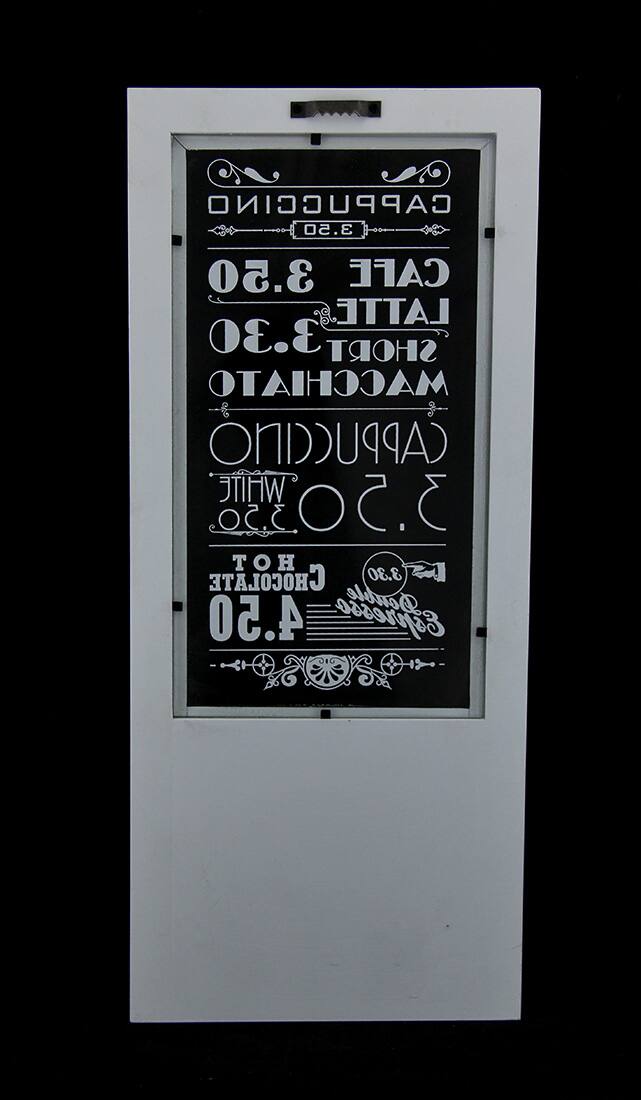 CAPPUCCINO
3.50
CAFE 3.50
LATTE
SHORT 3.30
MACCHIATO
CAPPUCCINO
3.50 WHITE
3.50
3.30 HOT
CHOCOLATE
Double
Espresso 4.50